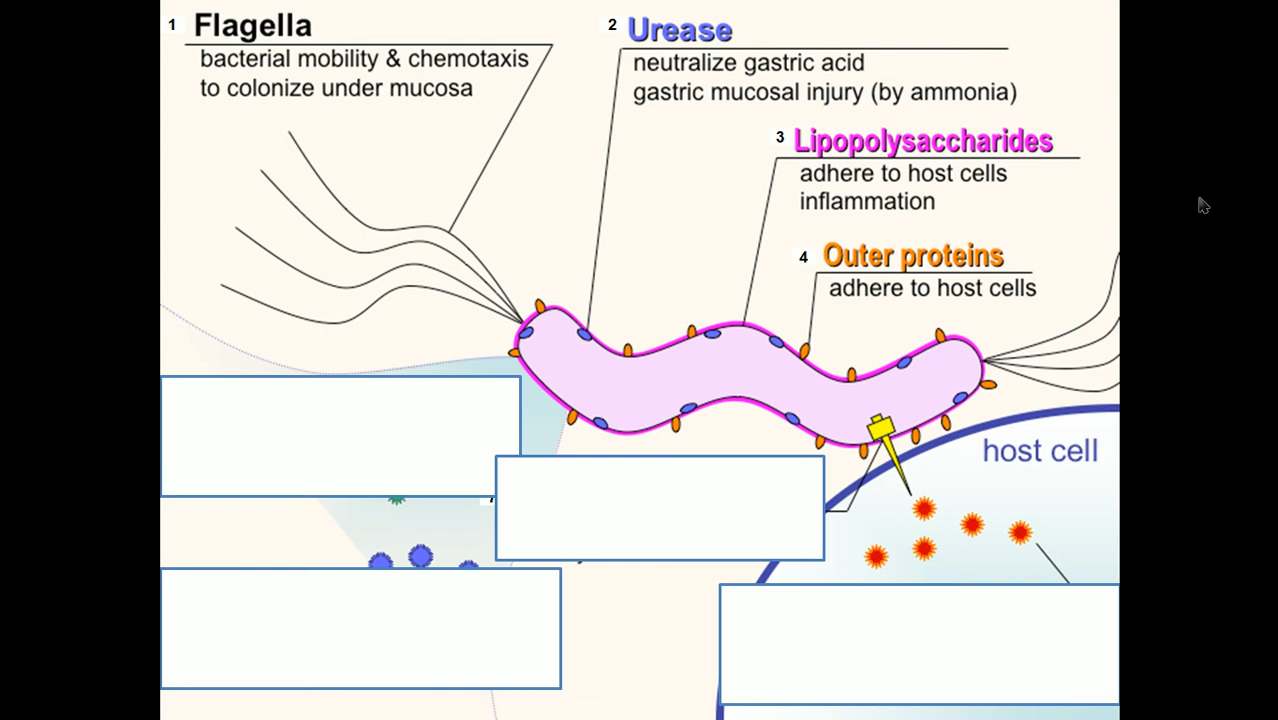 1 Flagella
bacterial mobility & chemotaxis
to colonize under mucosa
2 Urease
neutralize gastric acid
gastric mucosal injury (by ammonia)
3 Lipopolysaccharides
adhere to host cells
inflammation
4 Outer proteins
adhere to host cells
host cell